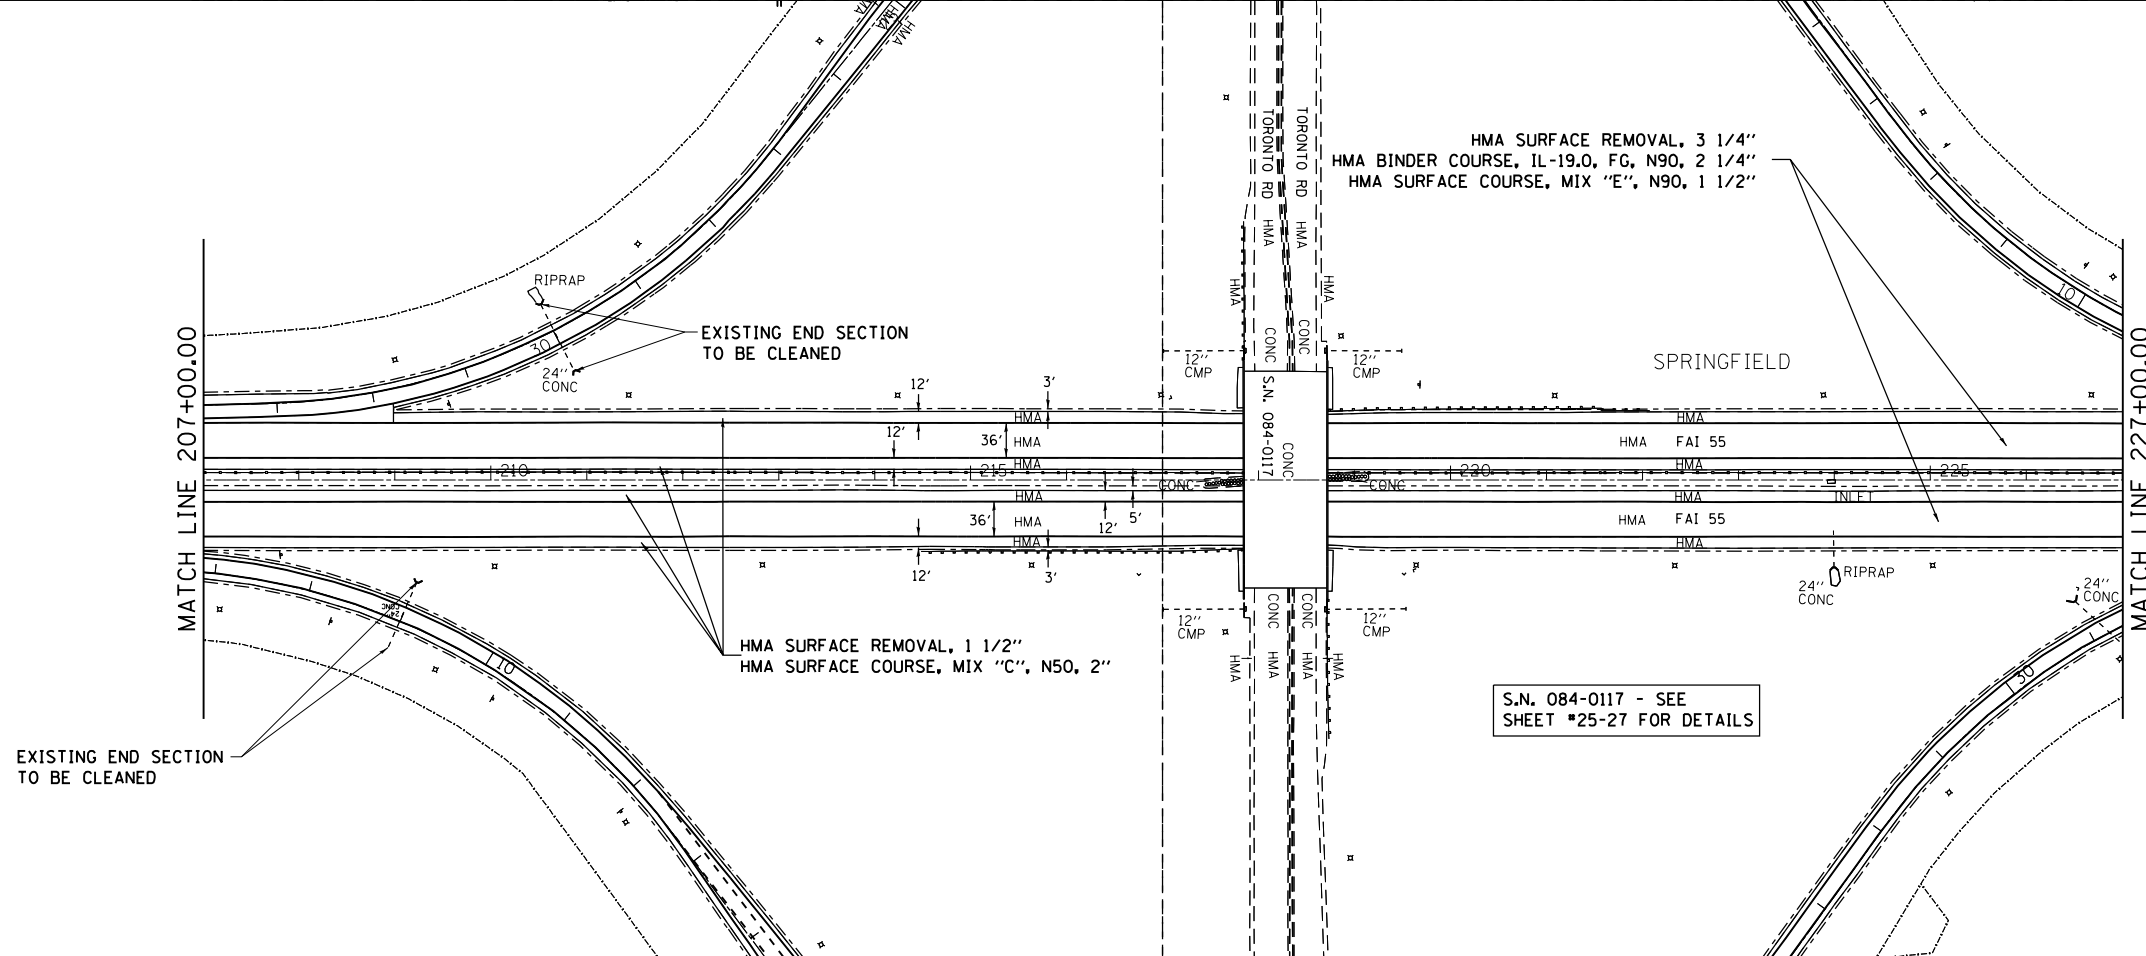 HMA
HMA
HMA
TORONTO RD
TORONTO RD
HMA SURFACE REMOVAL, 3 1/4"
HMA BINDER COURSE, IL-19.0, FG, N90, 2 1/4"
HMA SURFACE COURSE, MIX "E", N90, 1 1/2"
HMA
HMA
HMA
HMA
RIPRAP
10
EXISTING END SECTION
TO BE CLEANED
30
24"
CONC
CONC
CONC
12"
CMP
12"
CMP
SPRINGFIELD
MATCH LINE 207+00.00
MATCH LINE 227+00.00
12'
3'
S.N. 084-0117
CONC
HMA
HMA
12'
36'
HMA
HMA FAI 55
HMA
HMA
210
215
220
225
CONC
CONC
HMA
HMA
INLET
36'
HMA
12'
5'
HMA FAI 55
HMA
HMA
12'
3'
RIPRAP
24"
CONC
24"
CONC
24"
CONC
CONC
CONC
12"
CMP
12"
CMP
HMA SURFACE REMOVAL, 1 1/2"
HMA SURFACE COURSE, MIX "C", N50, 2"
HMA
HMA
HMA
HMA
10
30
S.N. 084-0117 - SEE
SHEET #25-27 FOR DETAILS
EXISTING END SECTION
TO BE CLEANED